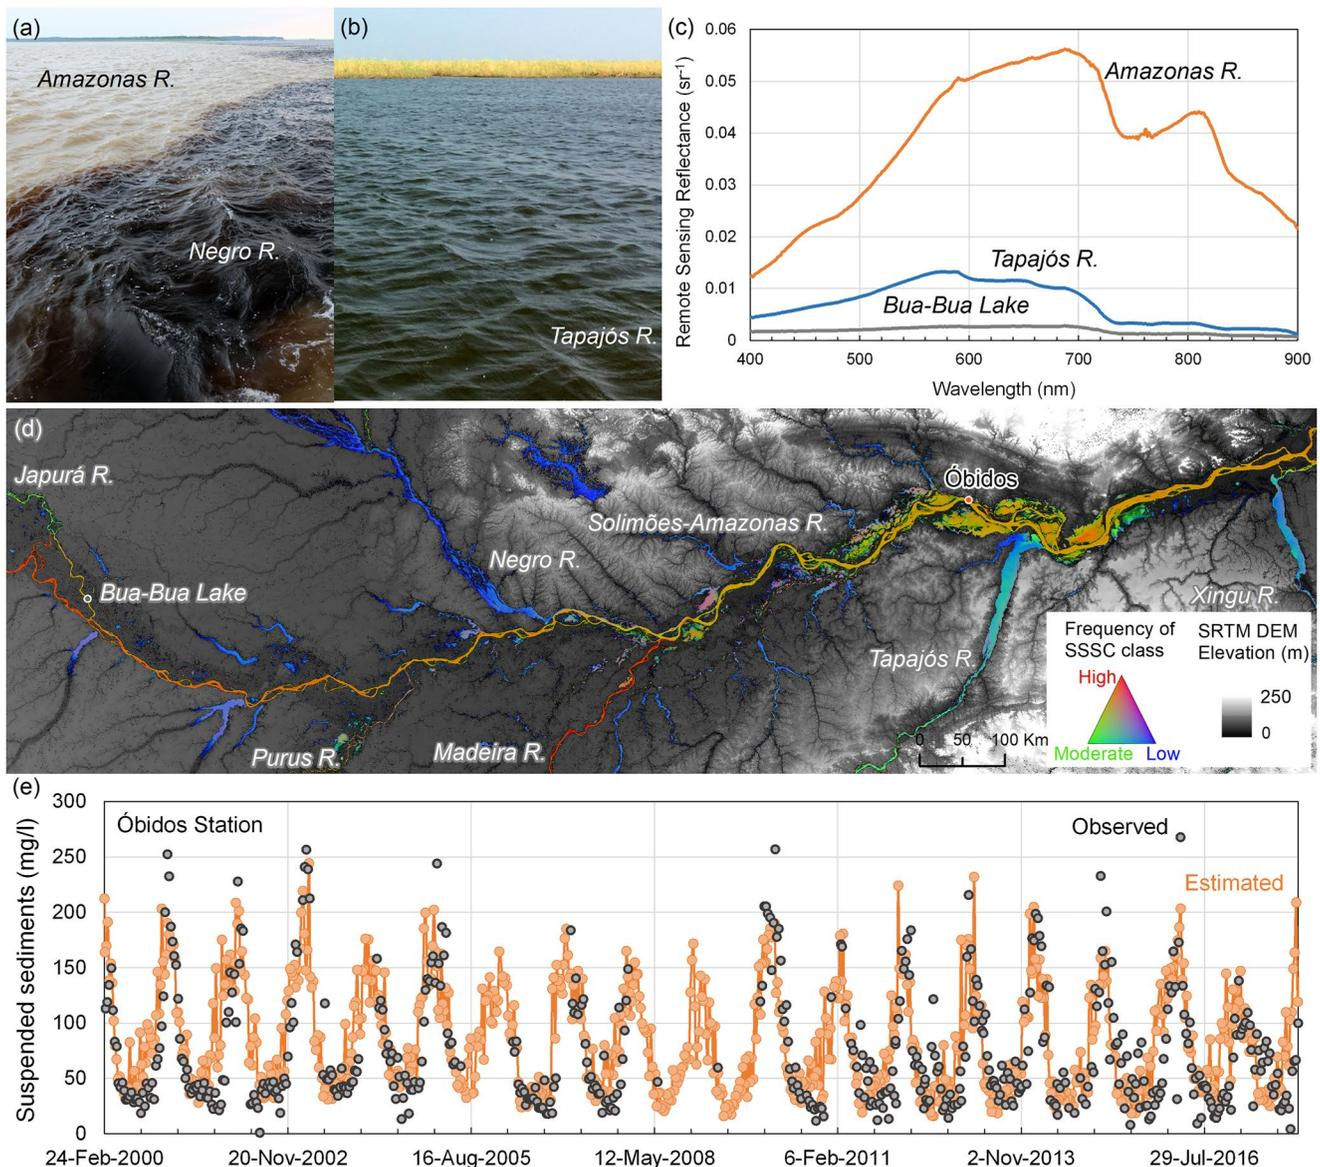 (a)
Amazonas R.
Negro R.
(b)
Tapajós R.
(c)
Remote Sensing Reflectance (sr-1)
0.06
0.05
0.04
0.03
0.02
0.01
0
400 500 600 700 800 900
Wavelength (nm)
Amazonas R.
Tapajós R.
Bua-Bua Lake
(d)
Japurá R.
Bua-Bua Lake
Negro R.
Solimões-Amazonas R.
Óbidos
Xingu R.
Tapajós R.
Purus R.
Madeira R.
Frequency of
SSSC class
High
Moderate Low
SRTM DEM
Elevation (m)
250
0
0 50 100 Km
(e)
Suspended sediments (mg/l)
300
250
200
150
100
50
0
Óbidos Station
Observed
Estimated
24-Feb-2000 20-Nov-2002 16-Aug-2005 12-May-2008 6-Feb-2011 2-Nov-2013 29-Jul-2016